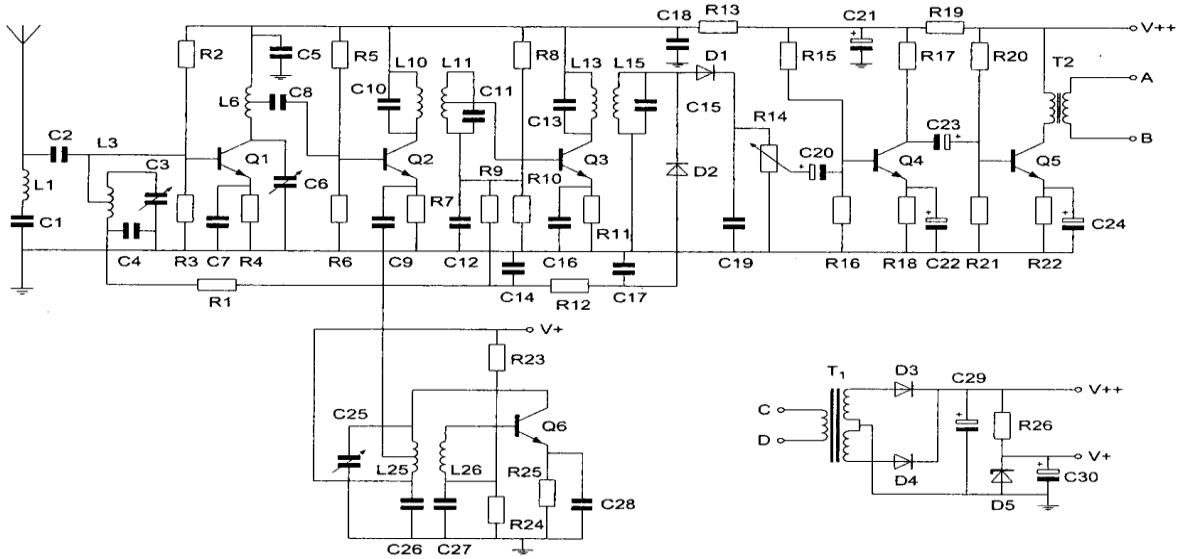 C18
R13
C21
R19
V++
R2
C5
R5
L10
L11
R8
L13
L15
D1
R15
R17
R20
T2
L6
C8
C10
C11
C13
C15
R14
A
C2
L3
C3
Q1
C6
Q2
R9
Q3
R10
D2
C20
Q4
C23
Q5
B
L1
C1
R7
R11
C24
C4
R3
C7
R4
R6
C9
C12
C16
C19
R16
R18
C22
R21
R22
R1
C14
R12
C17
V+
R23
C25
Q6
L25
L26
R25
R24
C28
C26
C27
T1
D3
C29
V++
C
D
R26
V+
D4
D5
C30